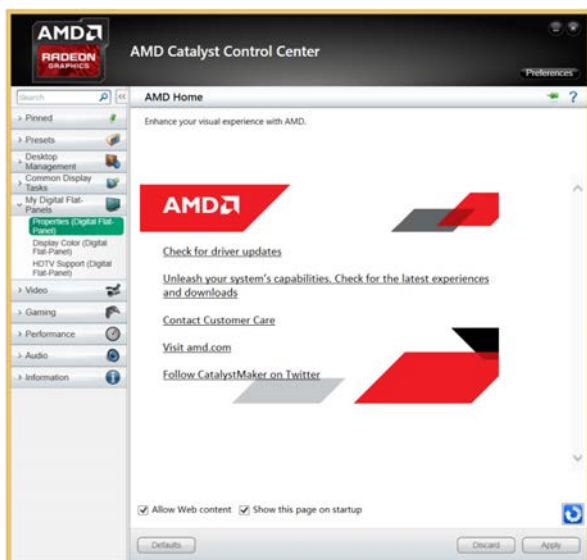 AMD
RADEON
GRAPHICS
AMD Catalyst Control Center
Preferences
Search
AMD Home
Pinned
Presets
Desktop
Management
Common Display
Tasks
My Digital Flat-
Panels
Properties (Digital Flat-
Panel)
Display Color (Digital
Flat-Panel)
HDTV Support (Digital
Flat-Panel)
Video
Gaming
Performance
Audio
Information
Enhance your visual experience with AMD.
AMD
Check for driver updates
Unleash your system's capabilities. Check for the latest experiences
and downloads
Contact Customer Care
Visit amd.com
Follow CatalystMaker on Twitter
Allow Web content Show this page on startup
Defaults Discard Apply